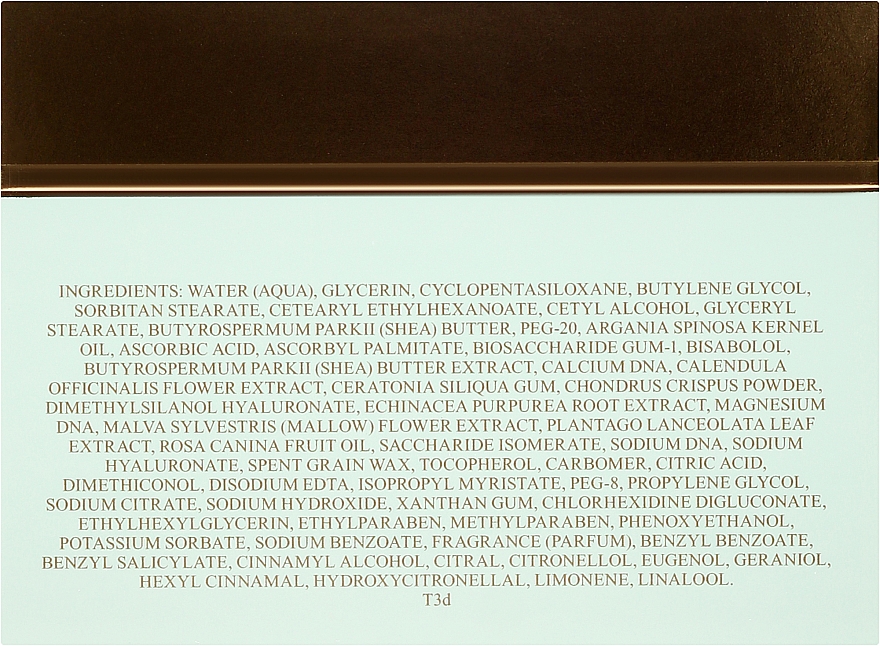 INGREDIENTS: WATER (AQUA), GLYCERIN, CYCLOPENTASILOXANE, BUTYLENE GLYCOL,
SORBITAN STEARATE, CETEARYL ETHYLHEXANOATE, CETYL ALCOHOL, GLYCERYL
STEARATE, BUTYROSPERMUM PARKII (SHEA) BUTTER, PEG-20, ARGANIA SPINOSA KERNEL
OIL, ASCORBIC ACID, ASCORBYL PALMITATE, BIOSACCHARIDE GUM-1, BISABOLOL,
BUTYROSPERMUM PARKII (SHEA) BUTTER EXTRACT, CALCIUM DNA, CALENDULA
OFFICINALIS FLOWER EXTRACT, CERATONIA SILIQUA GUM, CHONDRUS CRISPUS POWDER,
DIMETHYLSILANOL HYALURONATE, ECHINACEA PURPUREA ROOT EXTRACT, MAGNESIUM
DNA, MALVA SYLVESTRIS (MALLOW) FLOWER EXTRACT, PLANTAGO LANCEOLATA LEAF
EXTRACT, ROSA CANINA FRUIT OIL, SACCHARIDE ISOMERATE, SODIUM DNA, SODIUM
HYALURONATE, SPENT GRAIN WAX, TOCOPHEROL, CARBOMER, CITRIC ACID,
DIMETHICONOL, DISODIUM EDTA, ISOPROPYL MYRISTATE, PEG-8, PROPYLENE GLYCOL,
SODIUM CITRATE, SODIUM HYDROXIDE, XANTHAN GUM, CHLORHEXIDINE DIGLUCONATE,
ETHYLHEXYLGLYCERIN, ETHYLPARABEN, METHYLPARABEN, PHENOXYETHANOL,
POTASSIUM SORBATE, SODIUM BENZOATE, FRAGRANCE (PARFUM), BENZYL BENZOATE,
BENZYL SALICYLATE, CINNAMYL ALCOHOL, CITRAL, CITRONELLOL, EUGENOL, GERANIOL,
HEXYL CINNAMAL, HYDROXYCITRONELLAL, LIMONENE, LINALOOL.
T3d